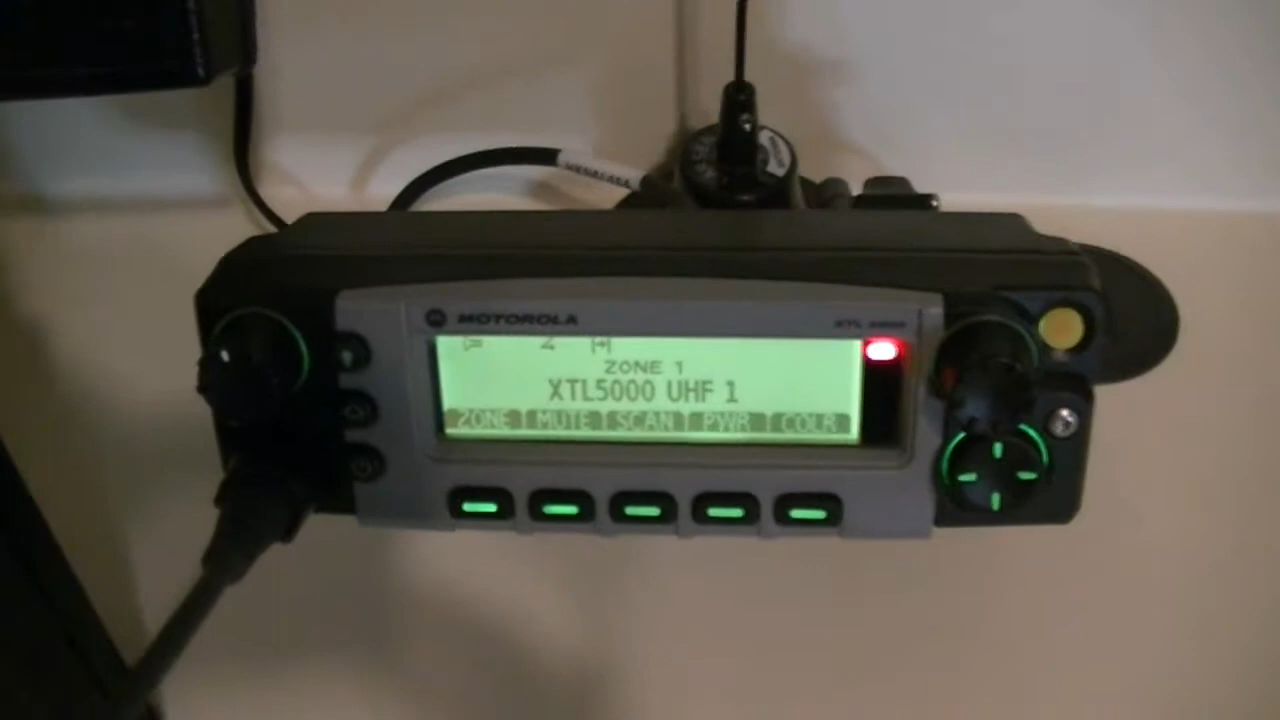 MOTOROLA
XTL 5000
ZONE 1
XTL5000 UHF 1
ZONE MUTE SCAN PWR COLR